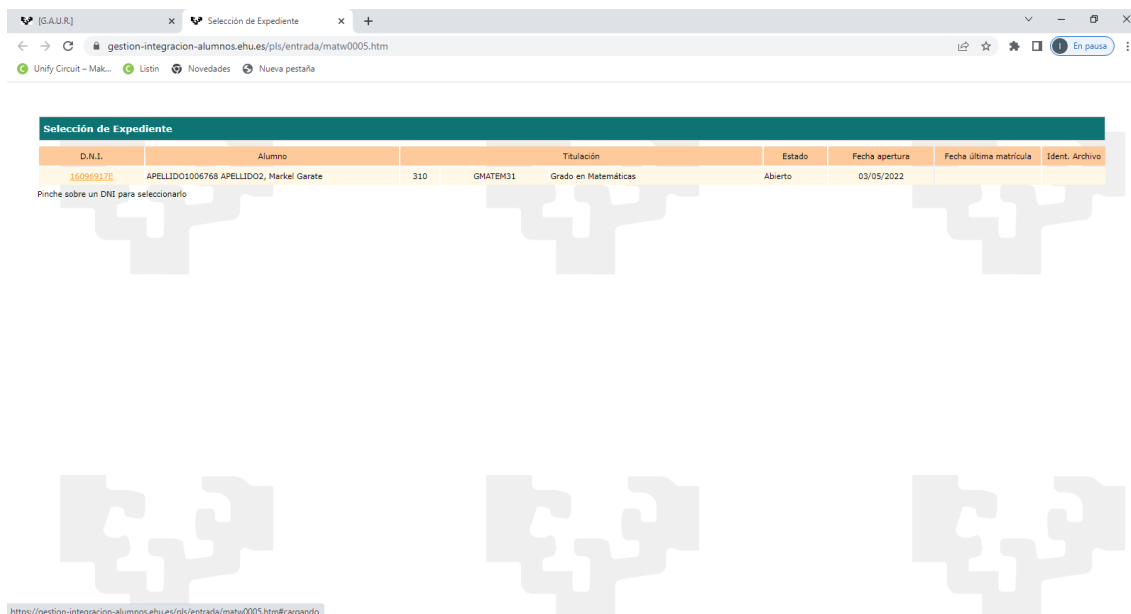 [G.A.U.R.] Selección de Expediente
gestion-integracion-alumnos.ehu.es/pls/entrada/matw0005.htm En pausa
Unify Circuit – Mak... Listin Novedades Nueva pestaña
Selección de Expediente
D.N.I. Alumno Titulación Estado Fecha apertura Fecha última matrícula Ident. Archivo
16096917E APELLIDO1006768 APELLIDO2, Markel Garate 310 GMATEM31 Grado en Matemáticas Abierto 03/05/2022
Pinche sobre un DNI para seleccionarlo
https://gestion-integracion-alumnos.ehu.es/pls/entrada/matw0005.htm#cargando